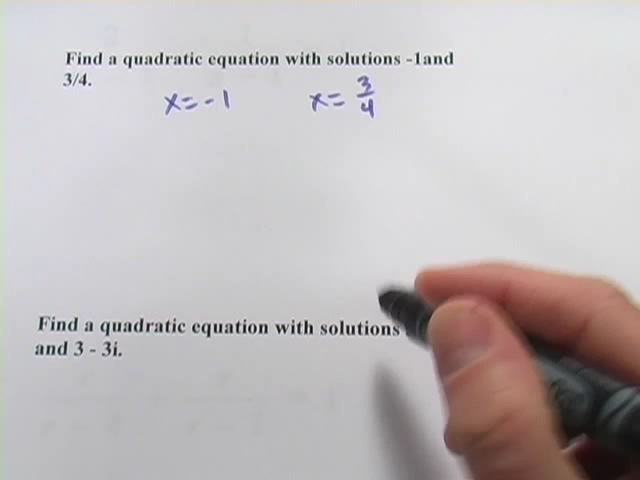 Find a quadratic equation with solutions -1and
3/4.
x=-1 x=3/4
Find a quadratic equation with solutions
and 3 - 3i.